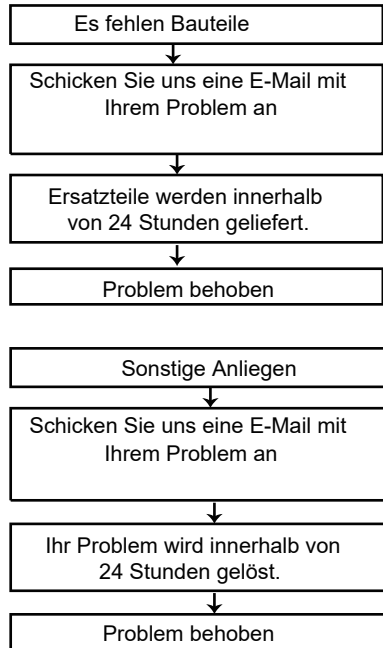 Es fehlen Bauteile
Schicken Sie uns eine E-Mail mit
Ihrem Problem an
Ersatzteile werden innerhalb
von 24 Stunden geliefert.
Problem behoben
Sonstige Anliegen
Schicken Sie uns eine E-Mail mit
Ihrem Problem an
Ihr Problem wird innerhalb von
24 Stunden gelöst.
Problem behoben